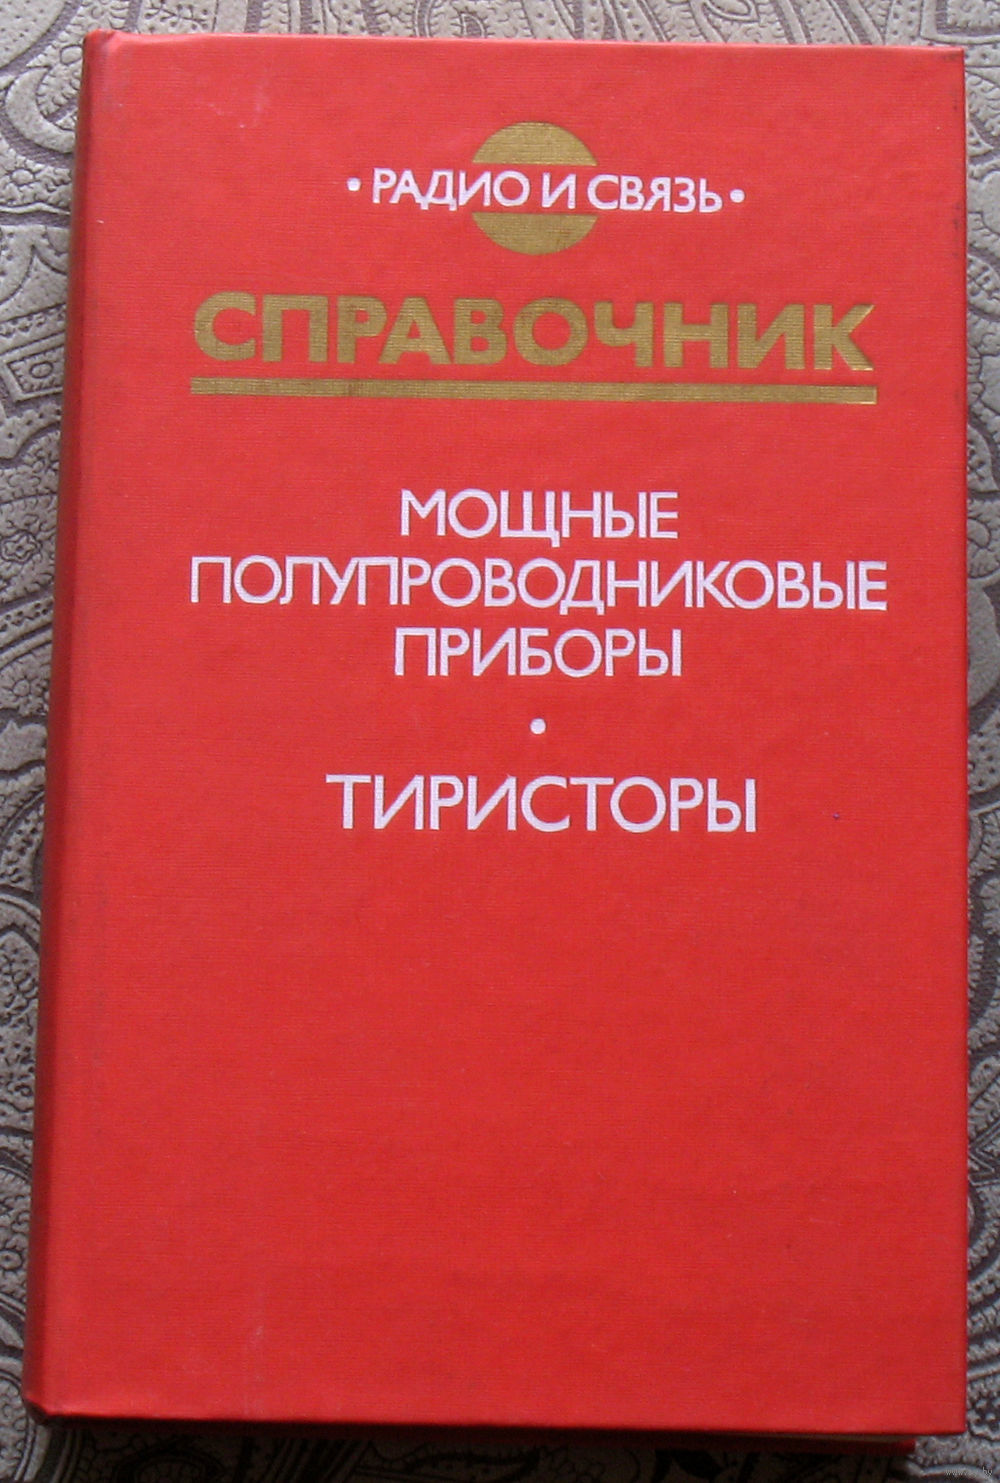 • РАДИО И СВЯЗЬ •
СПРАВОЧНИК
МОЩНЫЕ
ПОЛУПРОВОДНИКОВЫЕ
ПРИБОРЫ
•
ТИРИСТОРЫ